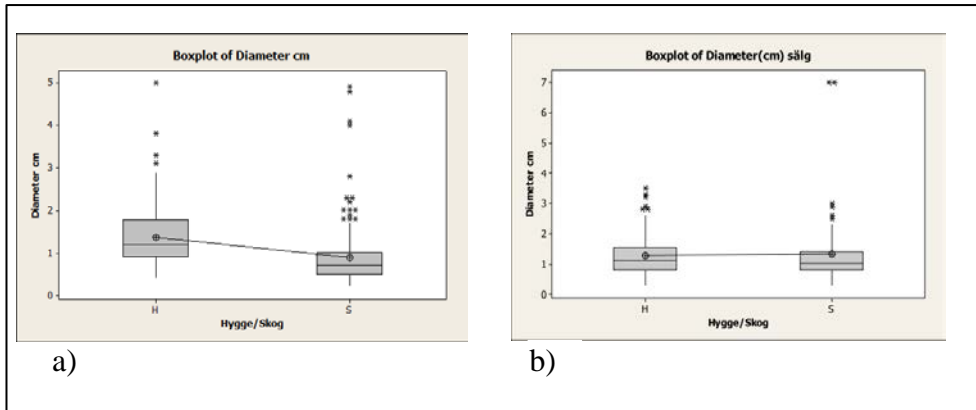 Boxplot of Diameter cm
5
4
3
2
1
0
Diameter cm
H
S
Hygge/Skog
a)
Boxplot of Diameter(cm) sälg
7
6
5
4
3
2
1
0
Diameter cm
H
S
Hygge/Skog
b)